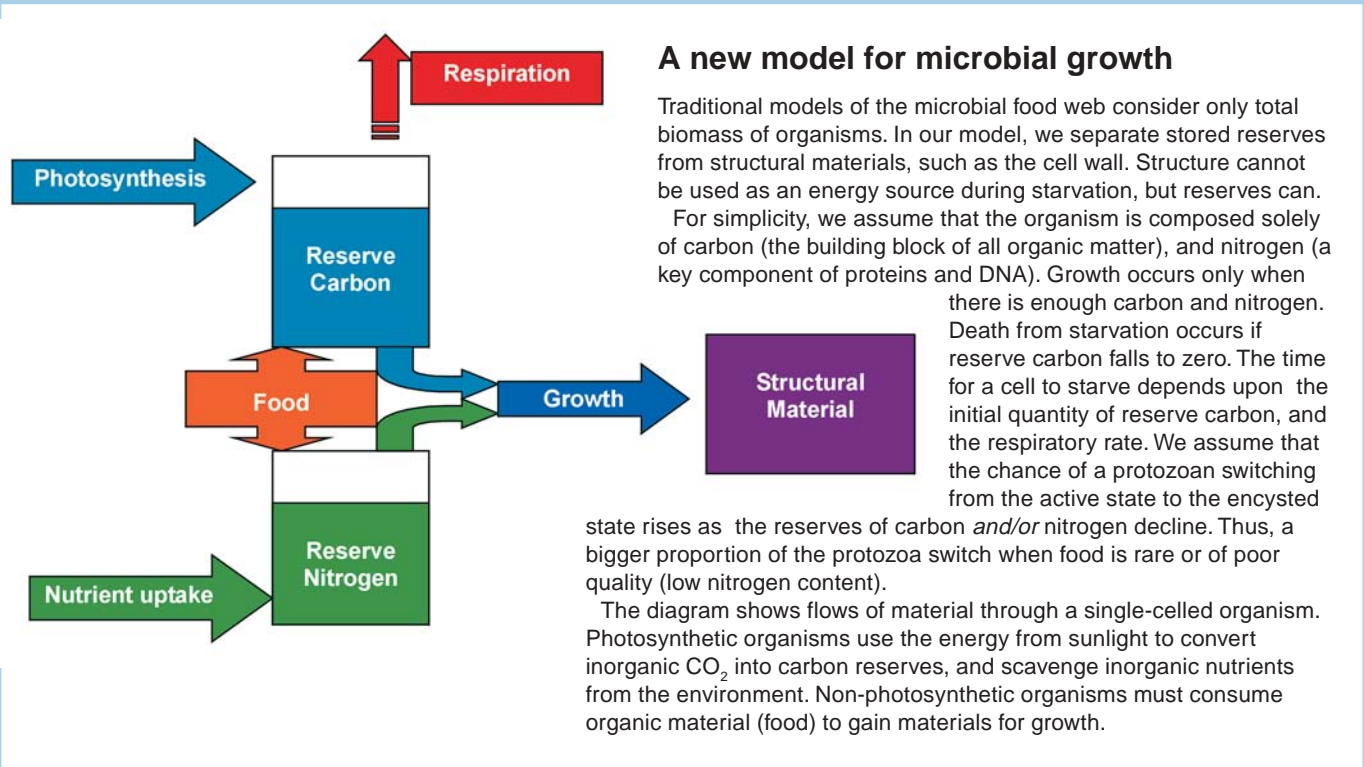 Respiration
Photosynthesis
Reserve
Carbon
Food
Growth
Structural
Material
Reserve
Nitrogen
Nutrient uptake
A new model for microbial growth
Traditional models of the microbial food web consider only total
biomass of organisms. In our model, we separate stored reserves
from structural materials, such as the cell wall. Structure cannot
be used as an energy source during starvation, but reserves can.
For simplicity, we assume that the organism is composed solely
of carbon (the building block of all organic matter), and nitrogen (a
key component of proteins and DNA). Growth occurs only when
there is enough carbon and nitrogen.
Death from starvation occurs if
reserve carbon falls to zero. The time
for a cell to starve depends upon the
initial quantity of reserve carbon, and
the respiratory rate. We assume that
the chance of a protozoan switching
from the active state to the encysted
state rises as the reserves of carbon and/or nitrogen decline. Thus, a
bigger proportion of the protozoa switch when food is rare or of poor
quality (low nitrogen content).
The diagram shows flows of material through a single-celled organism.
Photosynthetic organisms use the energy from sunlight to convert
inorganic CO₂ into carbon reserves, and scavenge inorganic nutrients
from the environment. Non-photosynthetic organisms must consume
organic material (food) to gain materials for growth.